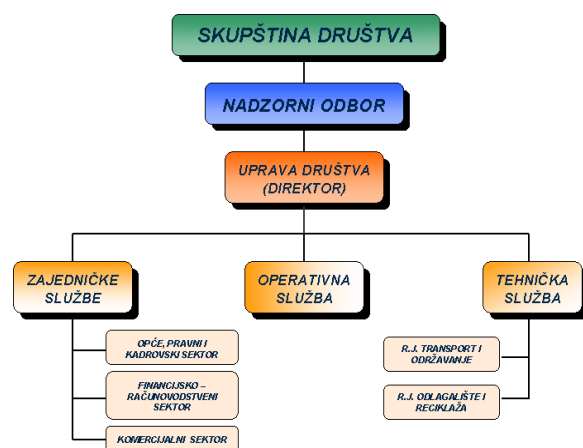 SKUPŠTINA DRUŠTVA
NADZORNI ODBOR
UPRAVA DRUŠTVA
(DIREKTOR)
ZAJEDNIČKE
SLUŽBE
OPERATIVNA
SLUŽBA
TEHNIČKA
SLUŽBA
OPĆE, PRAVNI I
KADROVSKI SEKTOR
FINANCIJSKO –
RAČUNOVODSTVENI
SEKTOR
KOMERCIJALNI SEKTOR
R.J. TRANSPORT I
ODRŽAVANJE
R.J. ODLAGALIŠTE I
RECIKLAŽA